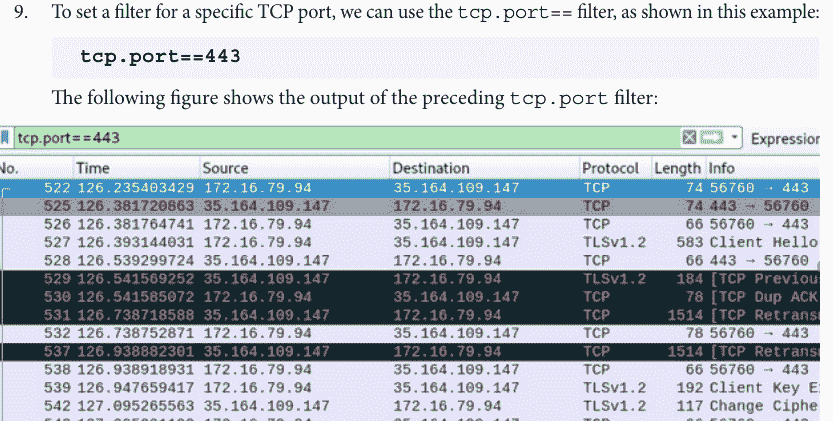 9. To set a filter for a specific TCP port, we can use the tcp.port== filter, as shown in this example:
tcp.port==443
The following figure shows the output of the preceding tcp.port filter:
tcp.port==443 Expression
No. Time Source Destination Protocol Length Info
522 126.235403429 172.16.79.94 35.164.109.147 TCP 74 56760 → 443
525 126.381720863 35.164.109.147 172.16.79.94 TCP 74 443 → 56760
526 126.381764741 172.16.79.94 35.164.109.147 TCP 66 56760 → 443
527 126.393144031 172.16.79.94 35.164.109.147 TLSv1.2 583 Client Hello
528 126.539299724 35.164.109.147 172.16.79.94 TCP 66 443 → 56760
529 126.541569252 35.164.109.147 172.16.79.94 TLSv1.2 184 [TCP Previou
530 126.541585072 172.16.79.94 35.164.109.147 TCP 78 [TCP Dup ACK
531 126.738718588 35.164.109.147 172.16.79.94 TCP 1514 [TCP Retrans
532 126.738752871 172.16.79.94 35.164.109.147 TCP 78 56760 → 443
537 126.938882301 35.164.109.147 172.16.79.94 TCP 1514 [TCP Retrans
538 126.938918931 172.16.79.94 35.164.109.147 TCP 66 56760 → 443
539 126.947659417 172.16.79.94 35.164.109.147 TLSv1.2 192 Client Key E
542 127.095265563 35.164.109.147 172.16.79.94 TLSv1.2 117 Change Ciphe